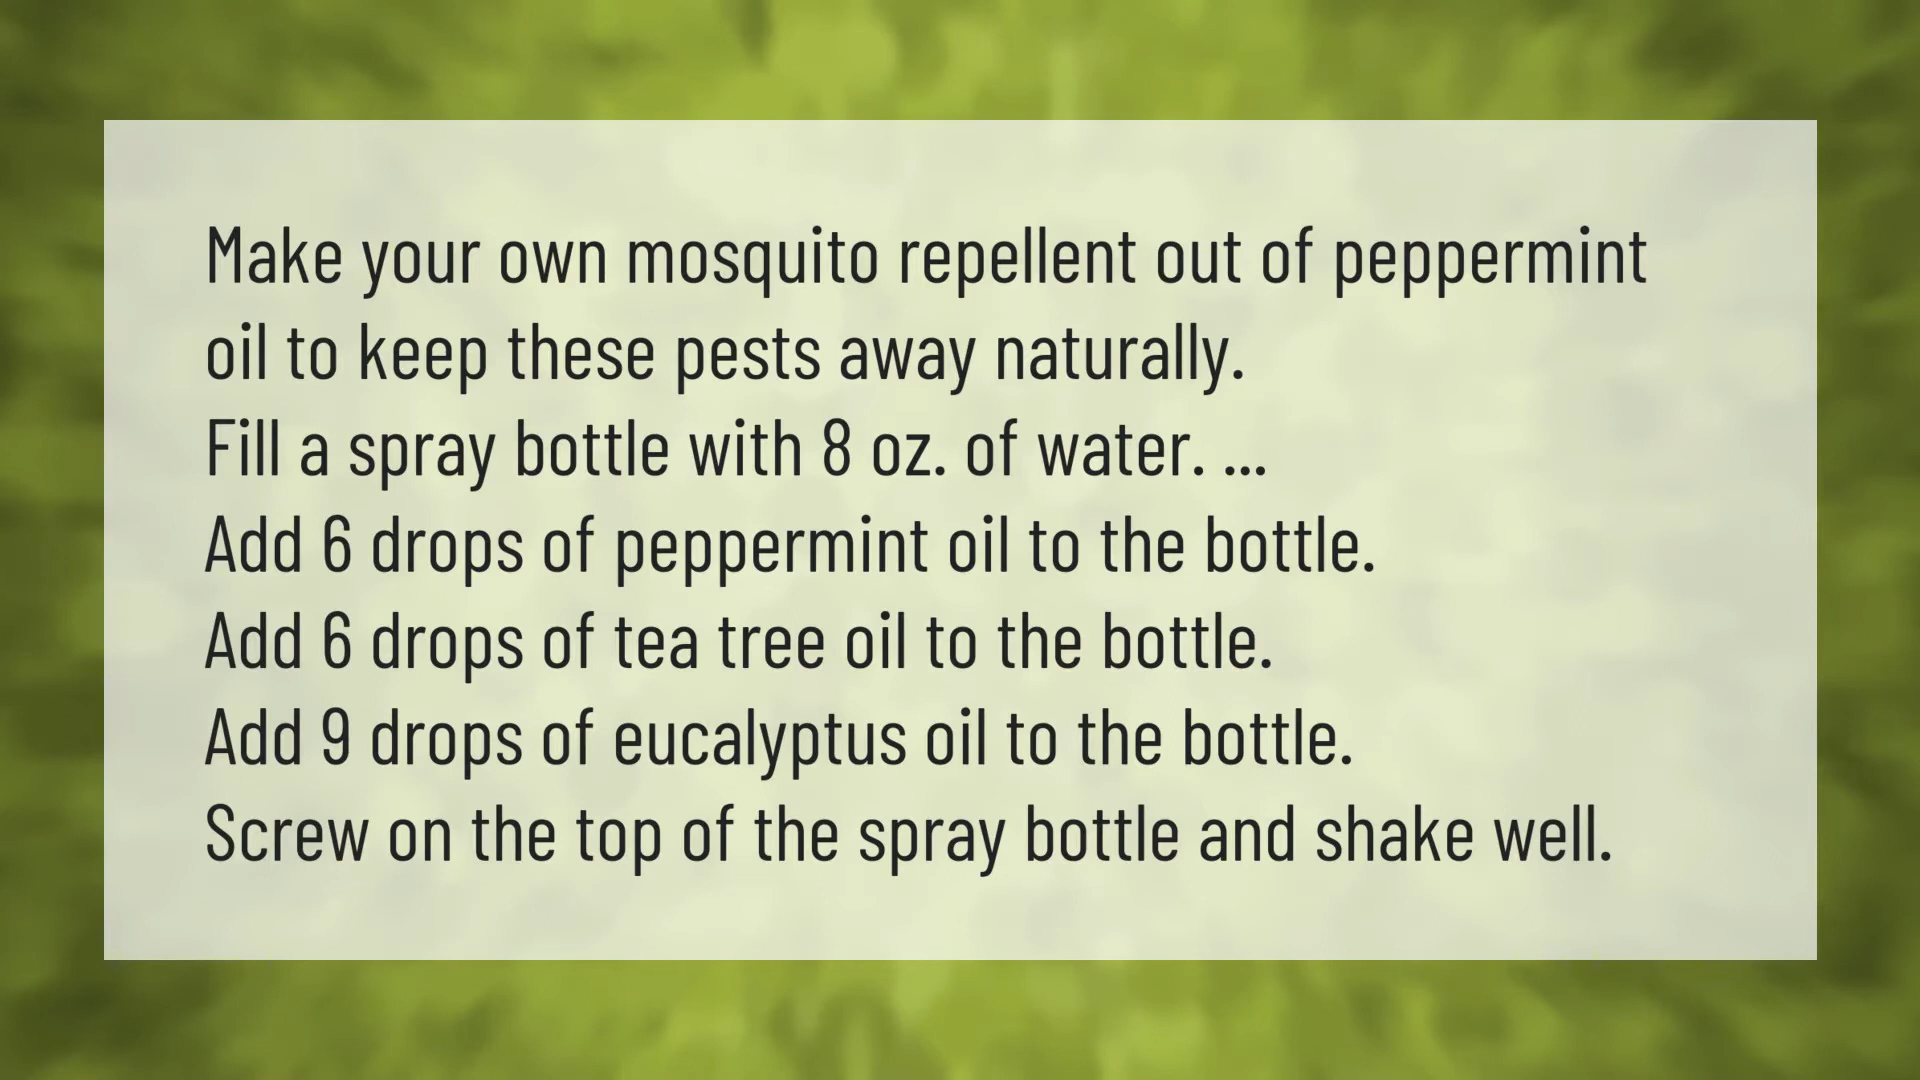 Make your own mosquito repellent out of peppermint
oil to keep these pests away naturally.
Fill a spray bottle with 8 oz. of water. ...
Add 6 drops of peppermint oil to the bottle.
Add 6 drops of tea tree oil to the bottle.
Add 9 drops of eucalyptus oil to the bottle.
Screw on the top of the spray bottle and shake well.